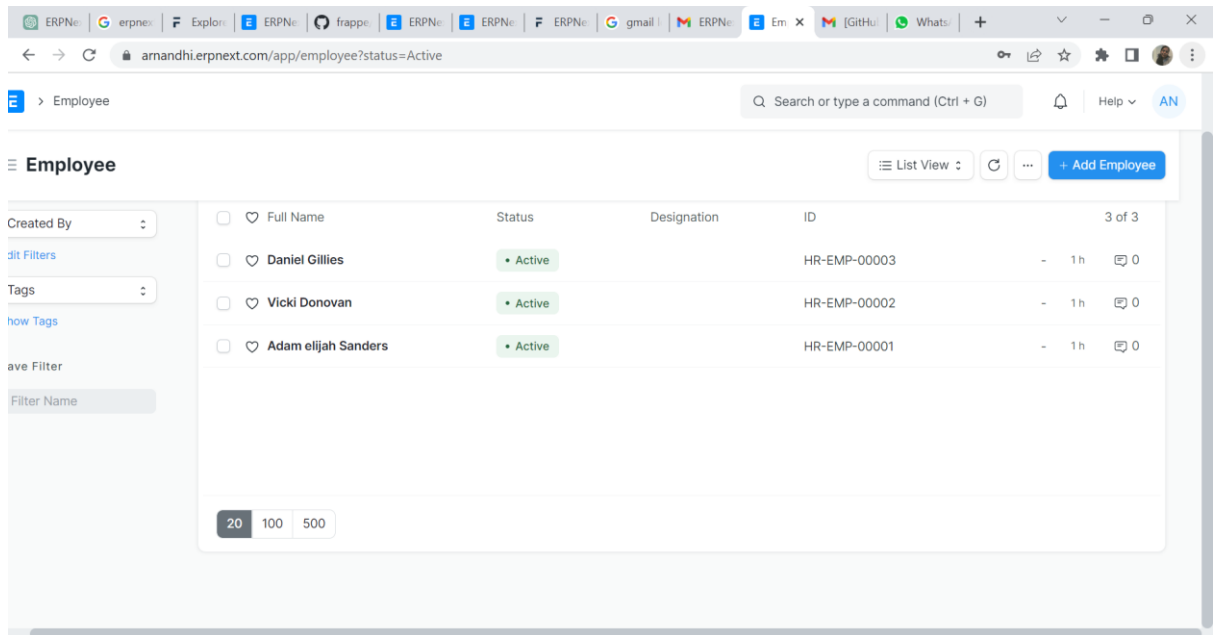 ERPNe: erpnex Explore ERPNe: frappe, ERPNe: ERPNe: ERPNe: gmail l ERPNe: Em [GitHu WhatsA
arnandhi.erpnext.com/app/employee?status=Active
E > Employee Search or type a command (Ctrl + G) Help AN
Employee List View ... + Add Employee
Created By Full Name Status Designation ID 3 of 3
dit Filters Daniel Gillies • Active HR-EMP-00003 - 1 h 0
Tags Vicki Donovan • Active HR-EMP-00002 - 1 h 0
how Tags
Adam elijah Sanders • Active HR-EMP-00001 - 1 h 0
ave Filter
Filter Name
20 100 500